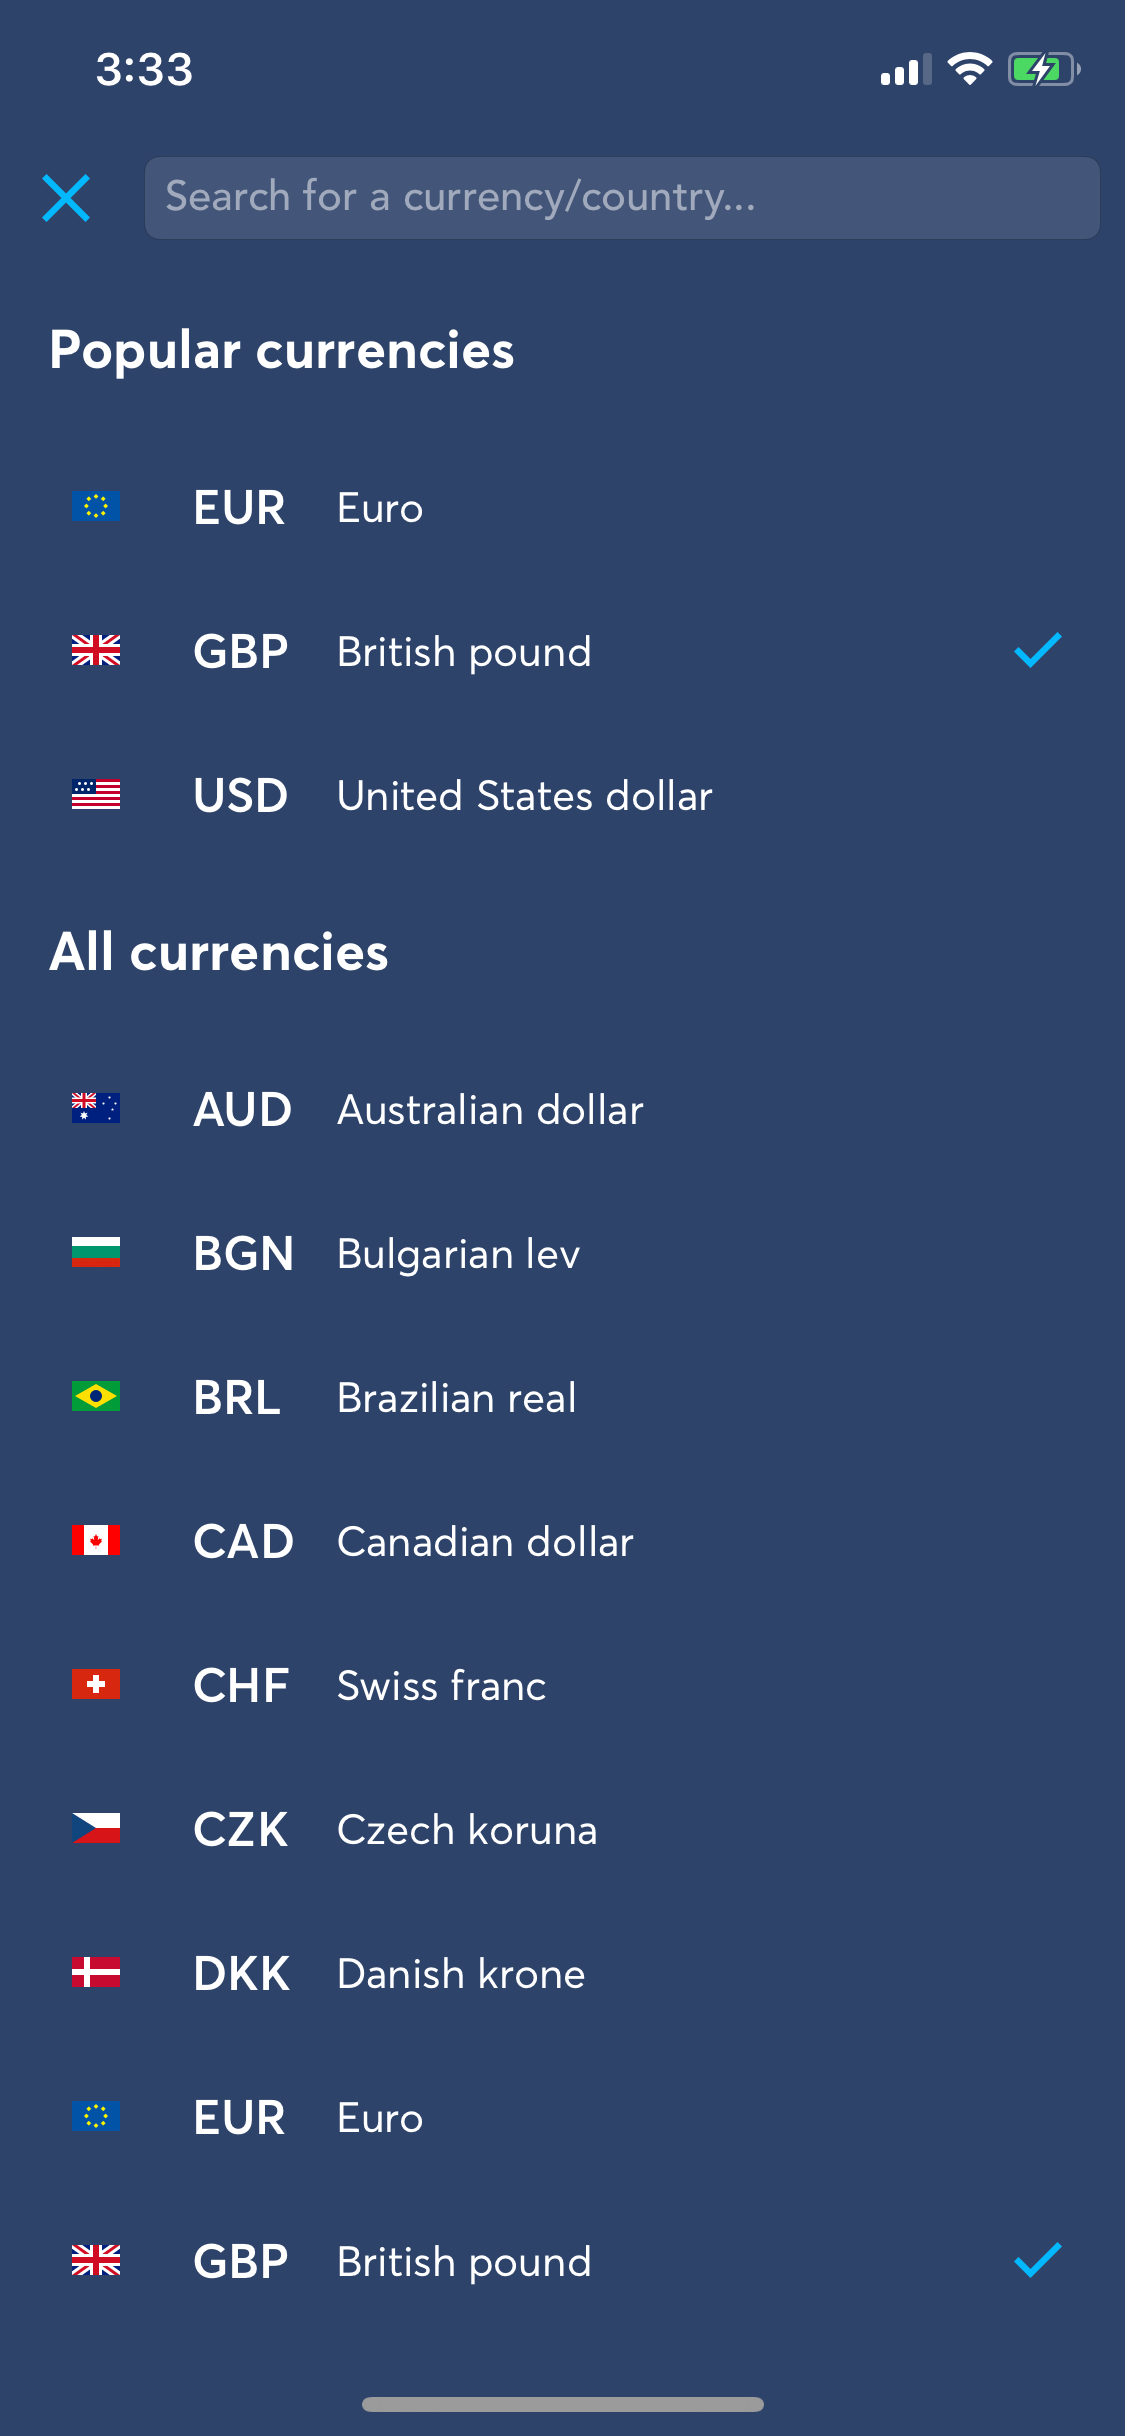 3:33
Search for a currency/country...
Popular currencies
EUR Euro
GBP British pound
USD United States dollar
All currencies
AUD Australian dollar
BGN Bulgarian lev
BRL Brazilian real
CAD Canadian dollar
CHF Swiss franc
CZK Czech koruna
DKK Danish krone
EUR Euro
GBP British pound